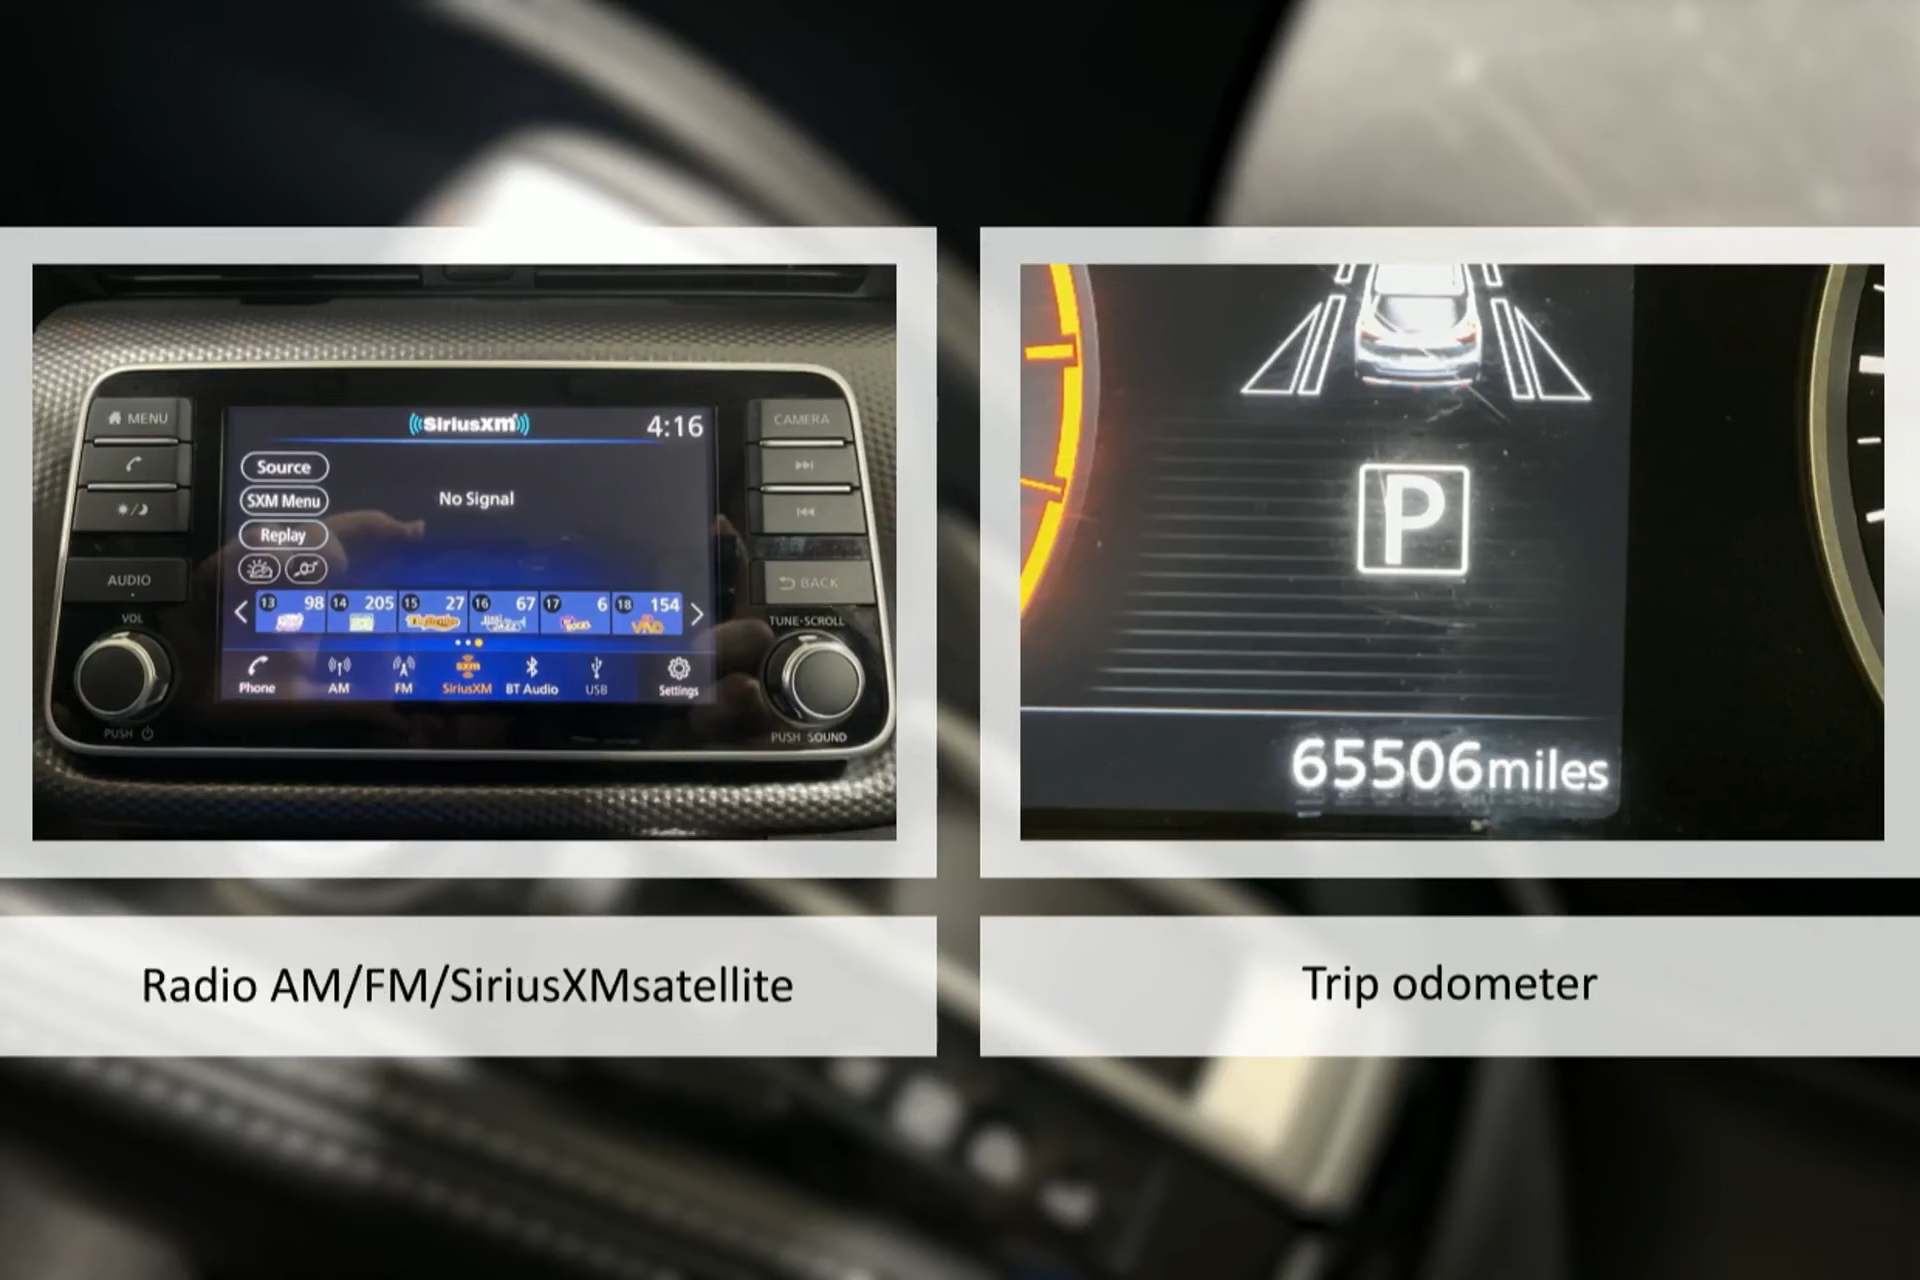 MENU
AUDIO
VOL
PUSH
SiriusXM
4:16
Source
SXM Menu
Replay
No Signal
13 98 14 205 15 27 16 67 17 6 18 154
Phone AM FM SiriusXM BT Audio USB Settings
CAMERA
BACK
TUNE·SCROLL
PUSH SOUND
P
65506miles
Radio AM/FM/SiriusXMsatellite
Trip odometer